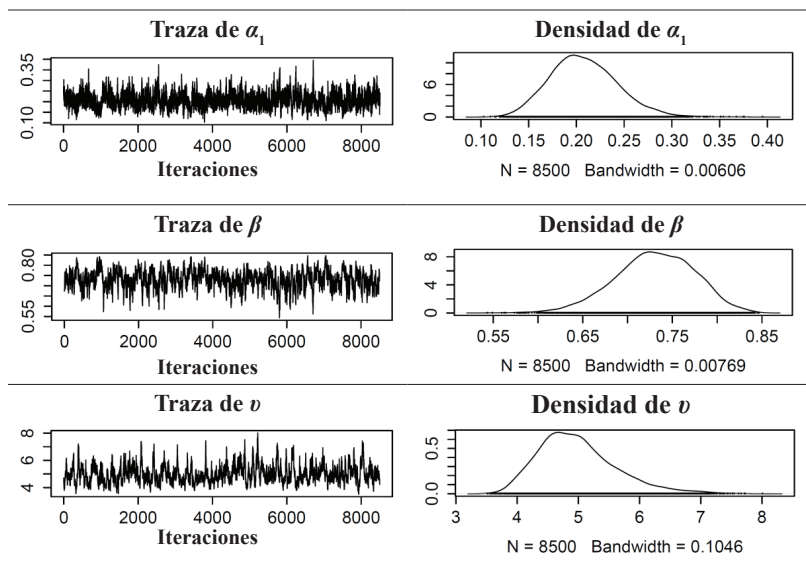 Traza de α1
0.35
0.10
0 2000 4000 6000 8000
Iteraciones
Densidad de α1
6
0
0.10 0.15 0.20 0.25 0.30 0.35 0.40
N = 8500 Bandwidth = 0.00606
Traza de β
0.80
0.55
0 2000 4000 6000 8000
Iteraciones
Densidad de β
8
4
0
0.55 0.65 0.75 0.85
N = 8500 Bandwidth = 0.00769
Traza de υ
8
6
4
0 2000 4000 6000 8000
Iteraciones
Densidad de υ
0.5
0.0
3 4 5 6 7 8
N = 8500 Bandwidth = 0.1046